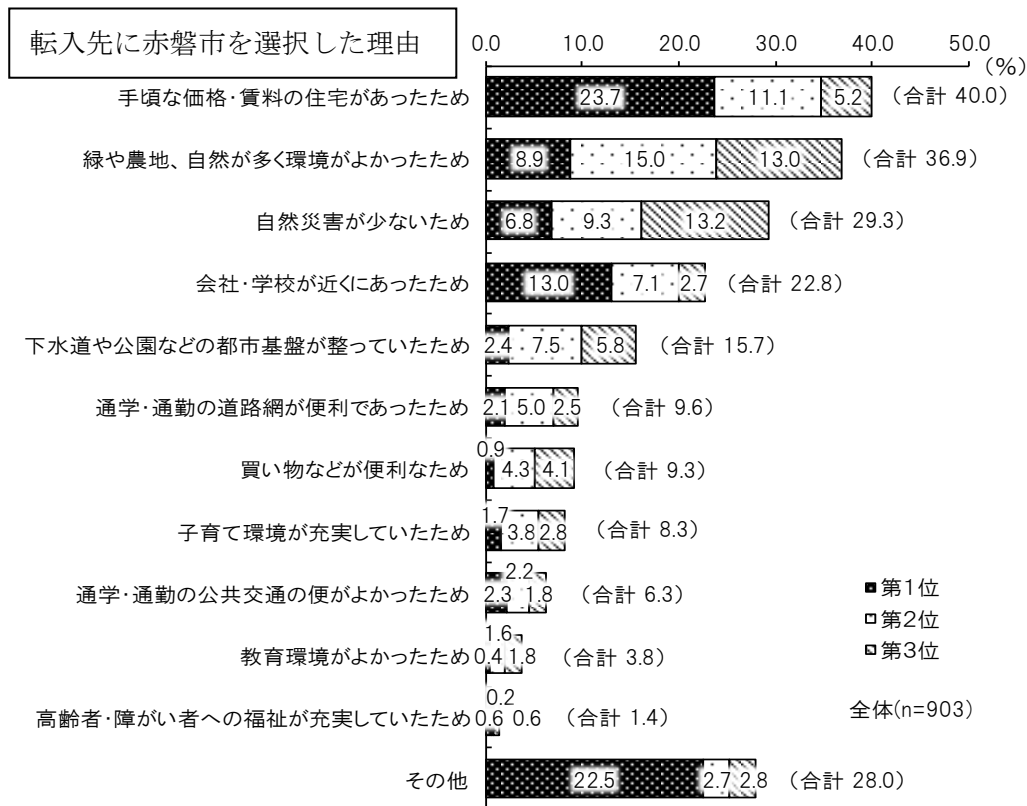 転入先に赤磐市を選択した理由
0.0 10.0 20.0 30.0 40.0 50.0
(%)
手頃な価格・賃料の住宅があったため 23.7 11.1 5.2 (合計 40.0)
緑や農地、自然が多く環境がよかったため 8.9 15.0 13.0 (合計 36.9)
自然災害が少ないため 6.8 9.3 13.2 (合計 29.3)
会社・学校が近くにあったため 13.0 7.1 2.7 (合計 22.8)
下水道や公園などの都市基盤が整っていたため 2.4 7.5 5.8 (合計 15.7)
通学・通勤の道路網が便利であったため 2.1 5.0 2.5 (合計 9.6)
買い物などが便利なため 0.9 4.3 4.1 (合計 9.3)
子育て環境が充実していたため 1.7 3.8 2.8 (合計 8.3)
通学・通勤の公共交通の便がよかったため 2.3 2.2 1.8 (合計 6.3)
教育環境がよかったため 0.4 1.6 1.8 (合計 3.8)
高齢者・障がい者への福祉が充実していたため 0.6 0.2 0.6 (合計 1.4)
その他 22.5 2.7 2.8 (合計 28.0)
第1位
第2位
第3位
全体(n=903)